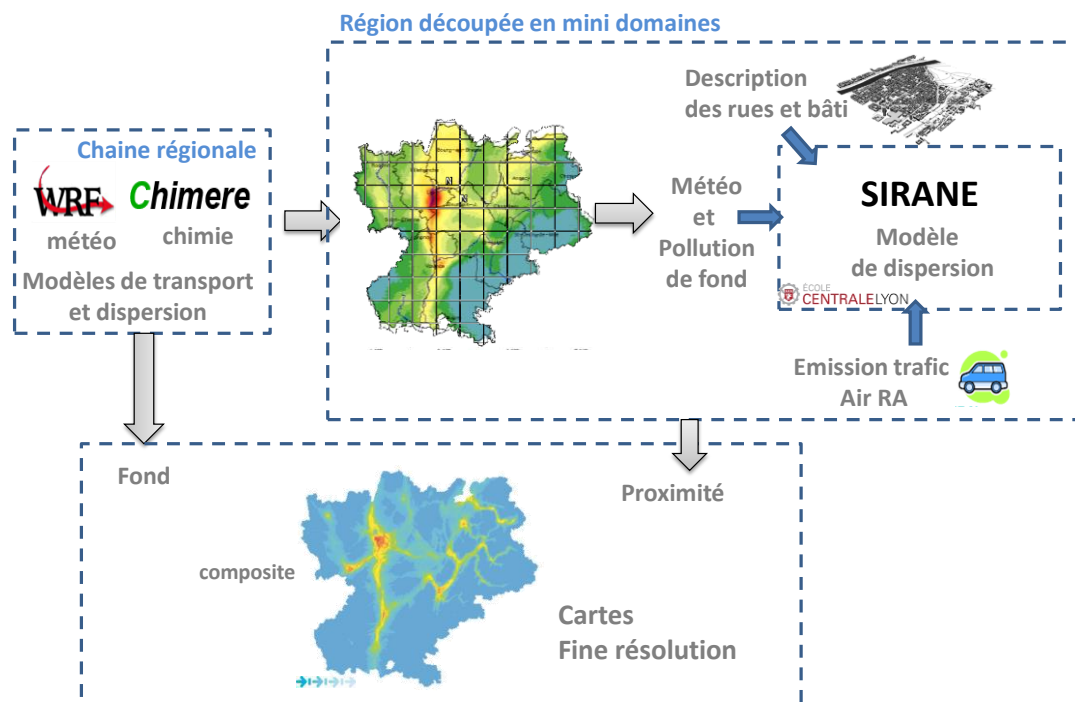 Région découpée en mini domaines
Description
des rues et bâti
Chaine régionale
WRF
Chimere
météo
chimie
Modèles de transport
et dispersion
Météo
et
Pollution
de fond
SIRANE
Modèle
de dispersion
ÉCOLE
CENTRALELYON
Emission trafic
Air RA
Fond
Proximité
composite
Cartes
Fine résolution